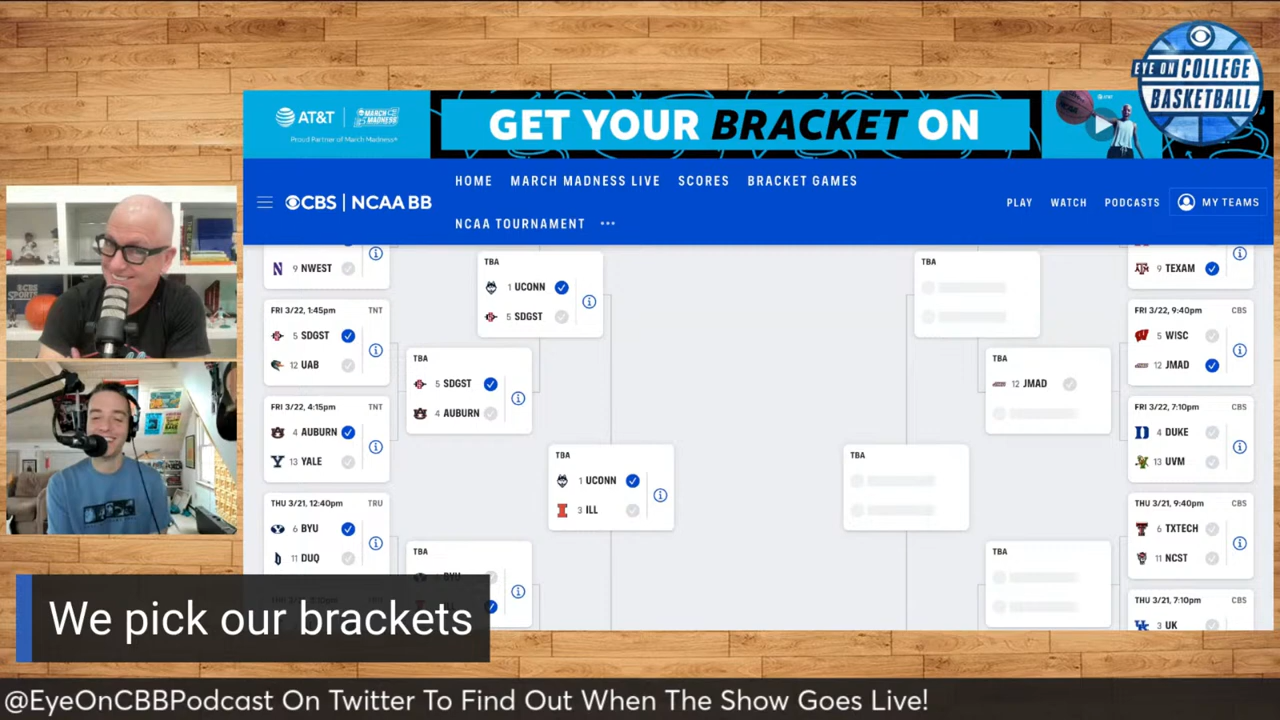 EYE ON COLLEGE
BASKETBALL
AT&T
MARCH
MADNESS
Proud Partner of March Madness®
GET YOUR BRACKET ON
CBS | NCAA BB
HOME MARCH MADNESS LIVE SCORES BRACKET GAMES
NCAA TOURNAMENT •••
PLAY WATCH PODCASTS MY TEAMS
9 NWEST
FRI 3/22, 1:45pm TNT
5 SDGST
12 UAB
FRI 3/22, 4:15pm TNT
4 AUBURN
13 YALE
THU 3/21, 12:40pm TRU
6 BYU
11 DUQ
TBA
1 UCONN
5 SDGST
TBA
5 SDGST
4 AUBURN
TBA
1 UCONN
3 ILL
TBA
BYU
TBA
TBA
12 JMAD
TBA
TBA
9 TEXAM
FRI 3/22, 9:40pm CBS
5 WISC
12 JMAD
FRI 3/22, 7:10pm CBS
4 DUKE
13 UVM
THU 3/21, 9:40pm CBS
6 TXTECH
11 NCST
THU 3/21, 7:10pm CBS
3 UK
CBS
SPORTS
We pick our brackets
@EyeOnCBBPodcast On Twitter To Find Out When The Show Goes Live!